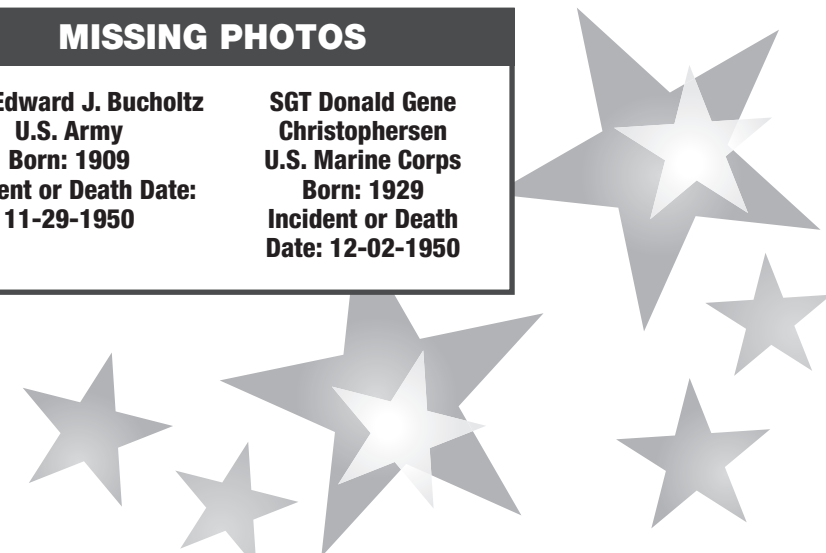 MISSING PHOTOS
Edward J. Bucholtz
U.S. Army
Born: 1909
ent or Death Date:
11-29-1950
SGT Donald Gene
Christophersen
U.S. Marine Corps
Born: 1929
Incident or Death
Date: 12-02-1950